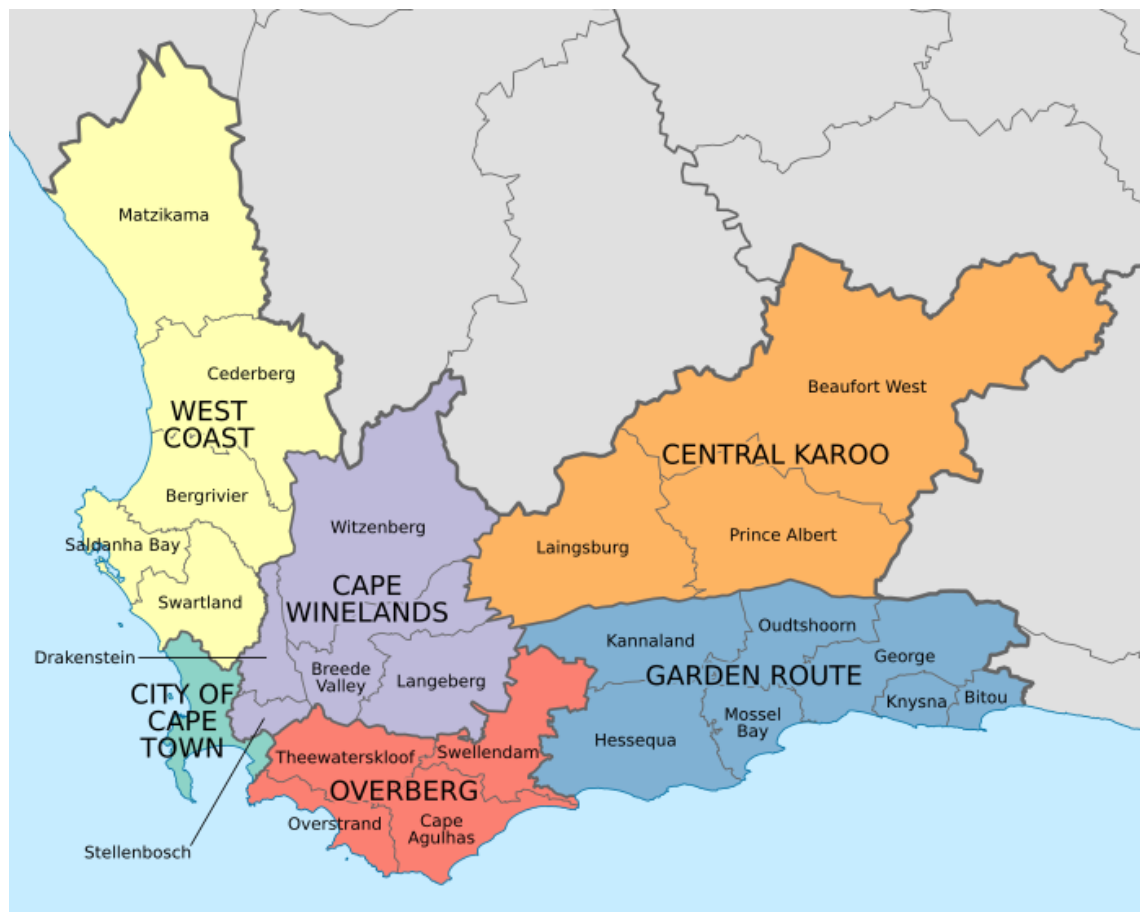 Matzikama
Cederberg
WEST
COAST
Bergrivier
Saldanha Bay
Swartland
Beaufort West
CENTRAL KAROO
Prince Albert
Laingsburg
Witzenberg
CAPE
WINELANDS
Drakenstein
Breede
Valley
Langeberg
Stellenbosch
CITY OF
CAPE
TOWN
Kannaland
Oudtshoorn
George
GARDEN ROUTE
Knysna
Bitou
Mossel
Bay
Hessequa
Theewaterskloof
Swellendam
OVERBERG
Overstrand
Cape
Agulhas